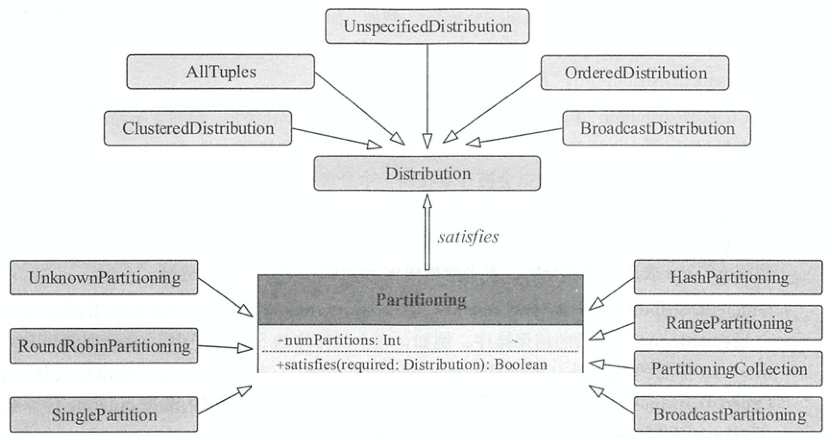 UnspecifiedDistribution
AllTuples
OrderedDistribution
ClusteredDistribution
BroadcastDistribution
Distribution
satisfies
UnknownPartitioning
HashPartitioning
Partitioning
-numPartitions: Int
+satisfies(required: Distribution): Boolean
RoundRobinPartitioning
RangePartitioning
PartitioningCollection
SinglePartition
BroadcastPartitioning